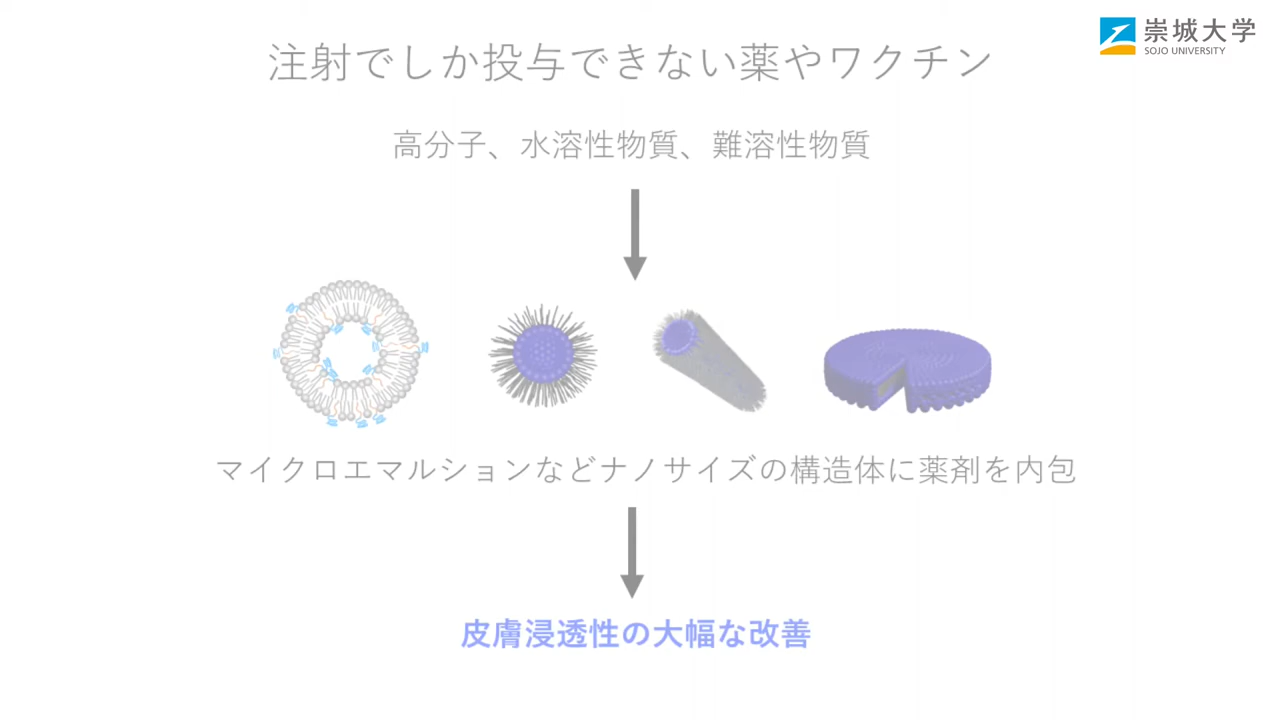 崇城大学
SOJO UNIVERSITY
注射でしか投与できない薬やワクチン
高分子、水溶性物質、難溶性物質
マイクロエマルションなどナノサイズの構造体に薬剤を内包
皮膚浸透性の大幅な改善